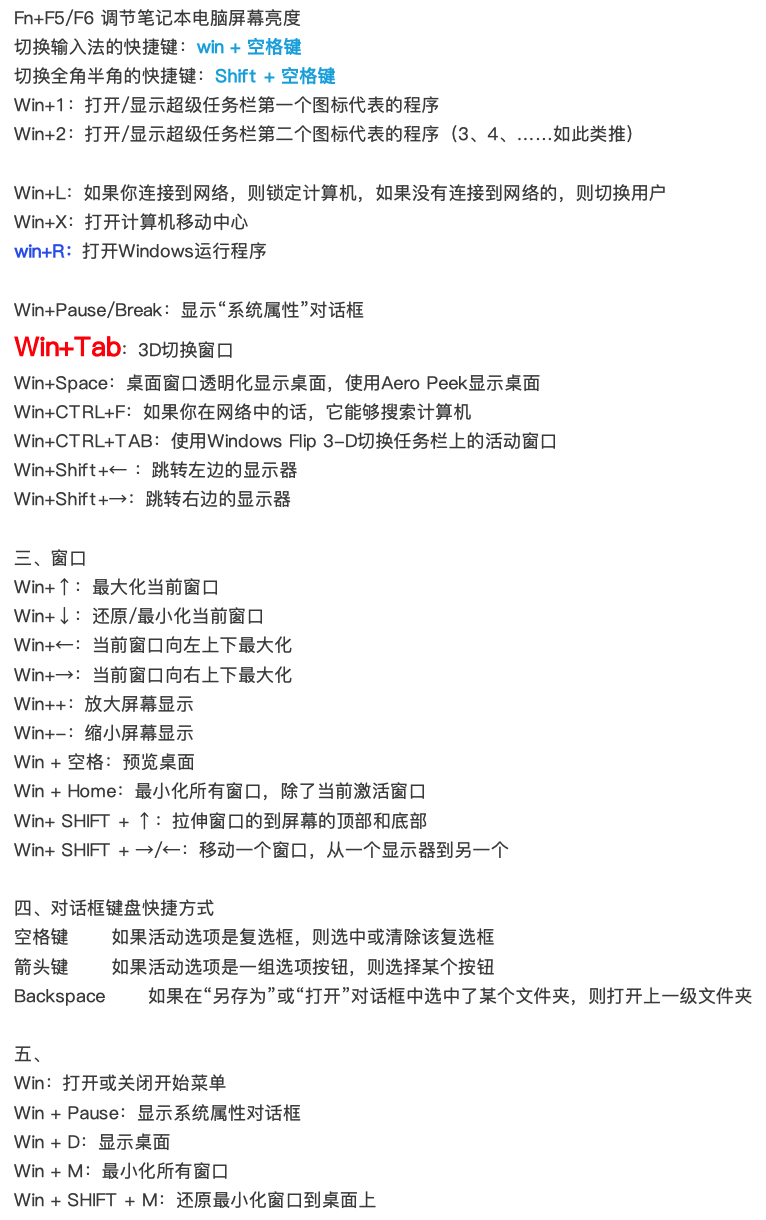 Fn+F5/F6 调节笔记本电脑屏幕亮度
切换输入法的快捷键：win + 空格键
切换全角半角的快捷键：Shift + 空格键
Win+1：打开/显示超级任务栏第一个图标代表的程序
Win+2：打开/显示超级任务栏第二个图标代表的程序（3、4、……如此类推）
Win+L：如果你连接到网络，则锁定计算机，如果没有连接到网络的，则切换用户
Win+X：打开计算机移动中心
win+R：打开Windows运行程序
Win+Pause/Break：显示“系统属性”对话框
Win+Tab：3D切换窗口
Win+Space：桌面窗口透明化显示桌面，使用Aero Peek显示桌面
Win+CTRL+F：如果你在网络中的话，它能够搜索计算机
Win+CTRL+TAB：使用Windows Flip 3-D切换任务栏上的活动窗口
Win+Shift+←：跳转左边的显示器
Win+Shift+→：跳转右边的显示器
三、窗口
Win+↑：最大化当前窗口
Win+↓：还原/最小化当前窗口
Win+←：当前窗口向左上下最大化
Win+→：当前窗口向右上下最大化
Win++：放大屏幕显示
Win+-：缩小屏幕显示
Win + 空格：预览桌面
Win + Home：最小化所有窗口，除了当前激活窗口
Win+ SHIFT + ↑：拉伸窗口的到屏幕的顶部和底部
Win+ SHIFT + →/←：移动一个窗口，从一个显示器到另一个
四、对话框键盘快捷方式
空格键 如果活动选项是复选框，则选中或清除该复选框
箭头键 如果活动选项是一组选项按钮，则选择某个按钮
Backspace 如果在“另存为”或“打开”对话框中选中了某个文件夹，则打开上一级文件夹
五、
Win：打开或关闭开始菜单
Win + Pause：显示系统属性对话框
Win + D：显示桌面
Win + M：最小化所有窗口
Win + SHIFT + M：还原最小化窗口到桌面上